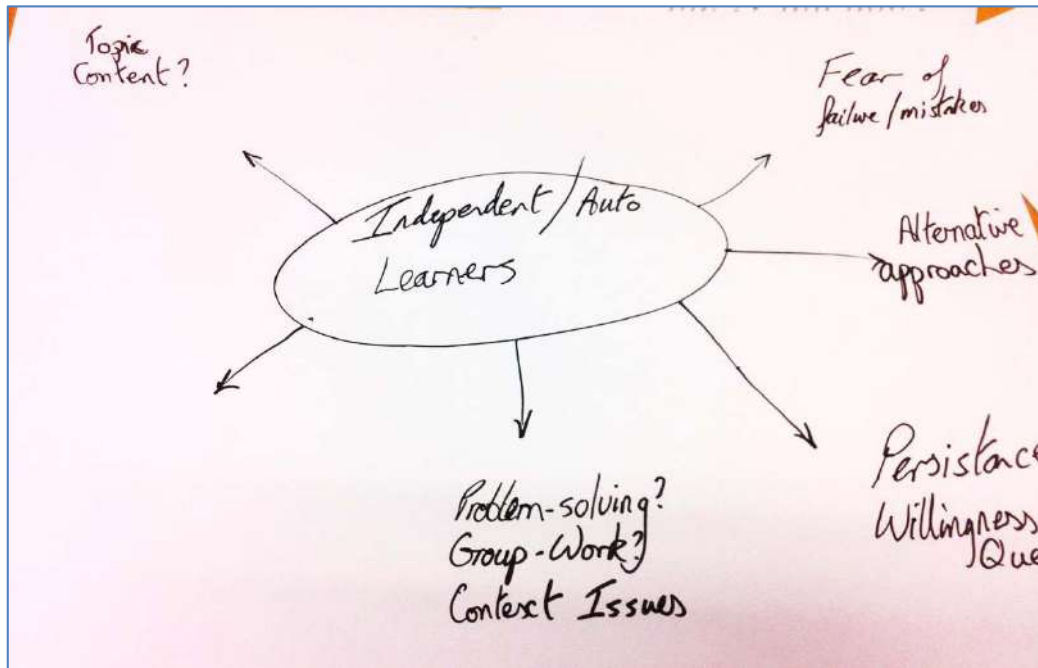 Topic
Content?
Fear of
failure/mistakes
Independent/Auto
Learners
Alternative
approaches
Problem-solving?
Group-Work?
Context Issues
Persistance
Willingness
Que